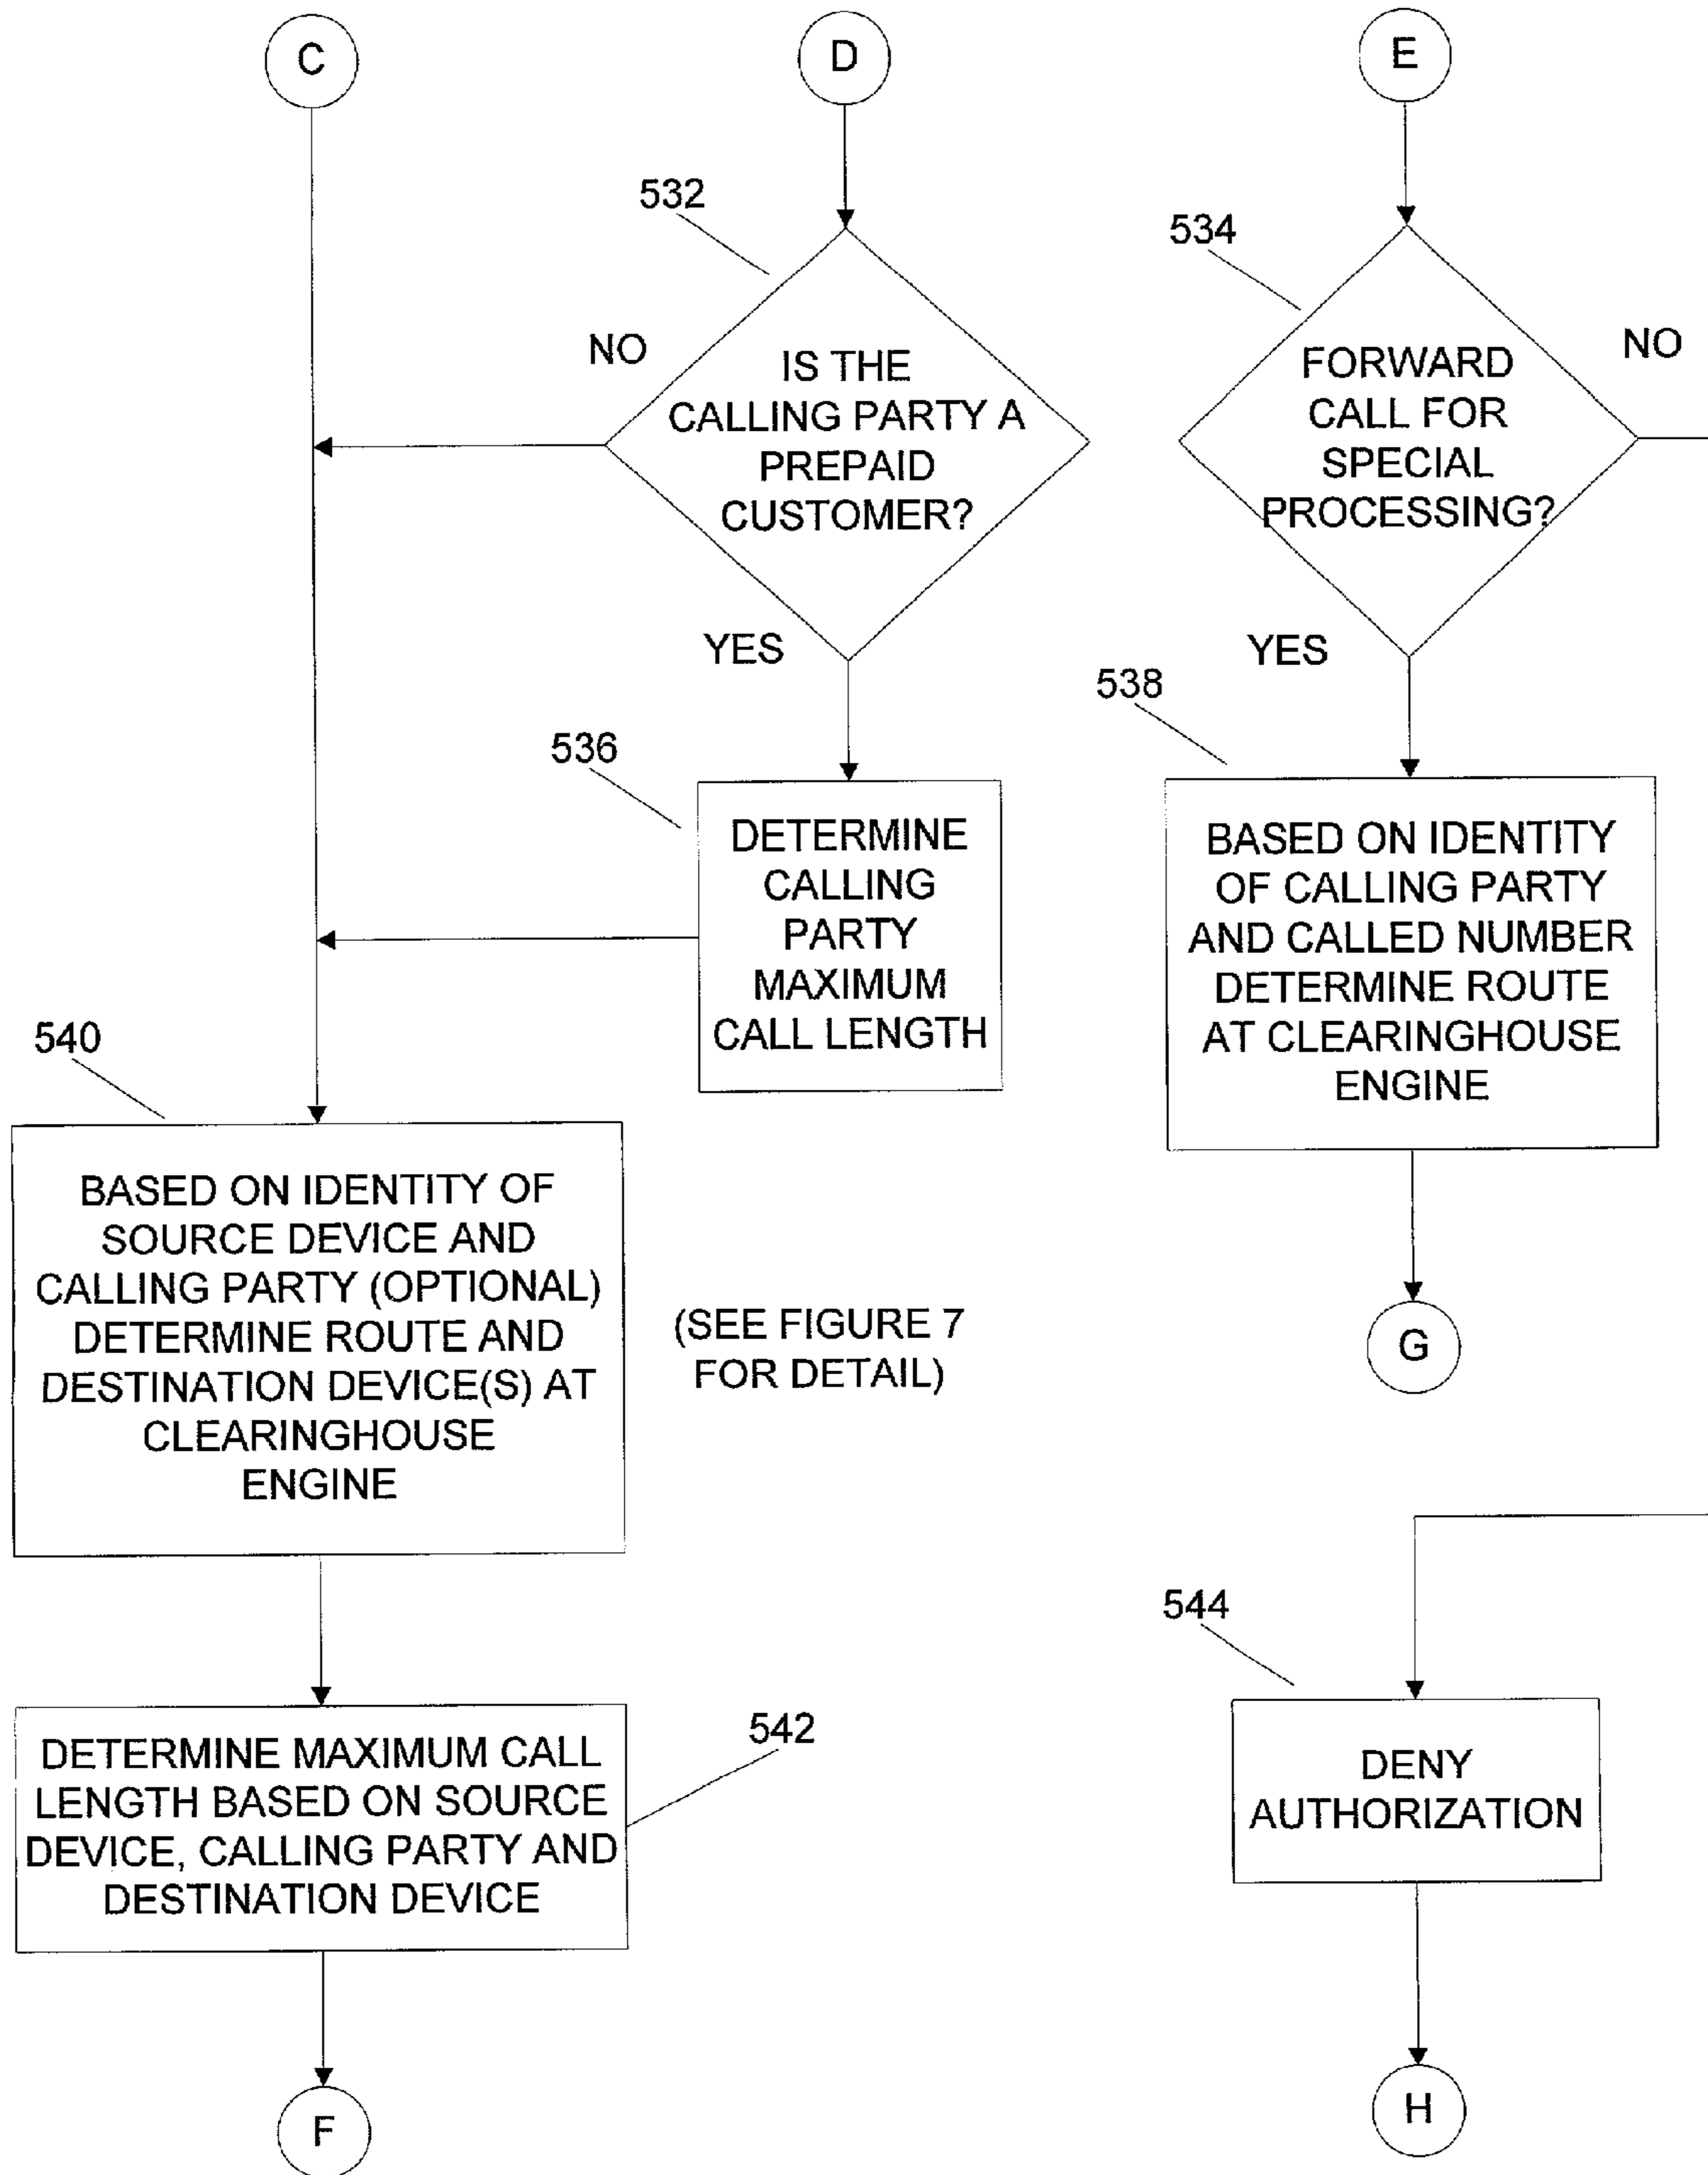 C
D
E
532
534
NO
IS THE
CALLING PARTY A
PREPAID
CUSTOMER?
FORWARD
CALL FOR
SPECIAL
PROCESSING?
NO
YES
YES
536
538
DETERMINE
CALLING
PARTY
MAXIMUM
CALL LENGTH
BASED ON IDENTITY
OF CALLING PARTY
AND CALLED NUMBER
DETERMINE ROUTE
AT CLEARINGHOUSE
ENGINE
540
BASED ON IDENTITY OF
SOURCE DEVICE AND
CALLING PARTY (OPTIONAL)
DETERMINE ROUTE AND
DESTINATION DEVICE(S) AT
CLEARINGHOUSE
ENGINE
(SEE FIGURE 7
FOR DETAIL)
G
544
542
DETERMINE MAXIMUM CALL
LENGTH BASED ON SOURCE
DEVICE, CALLING PARTY AND
DESTINATION DEVICE
DENY
AUTHORIZATION
F
H